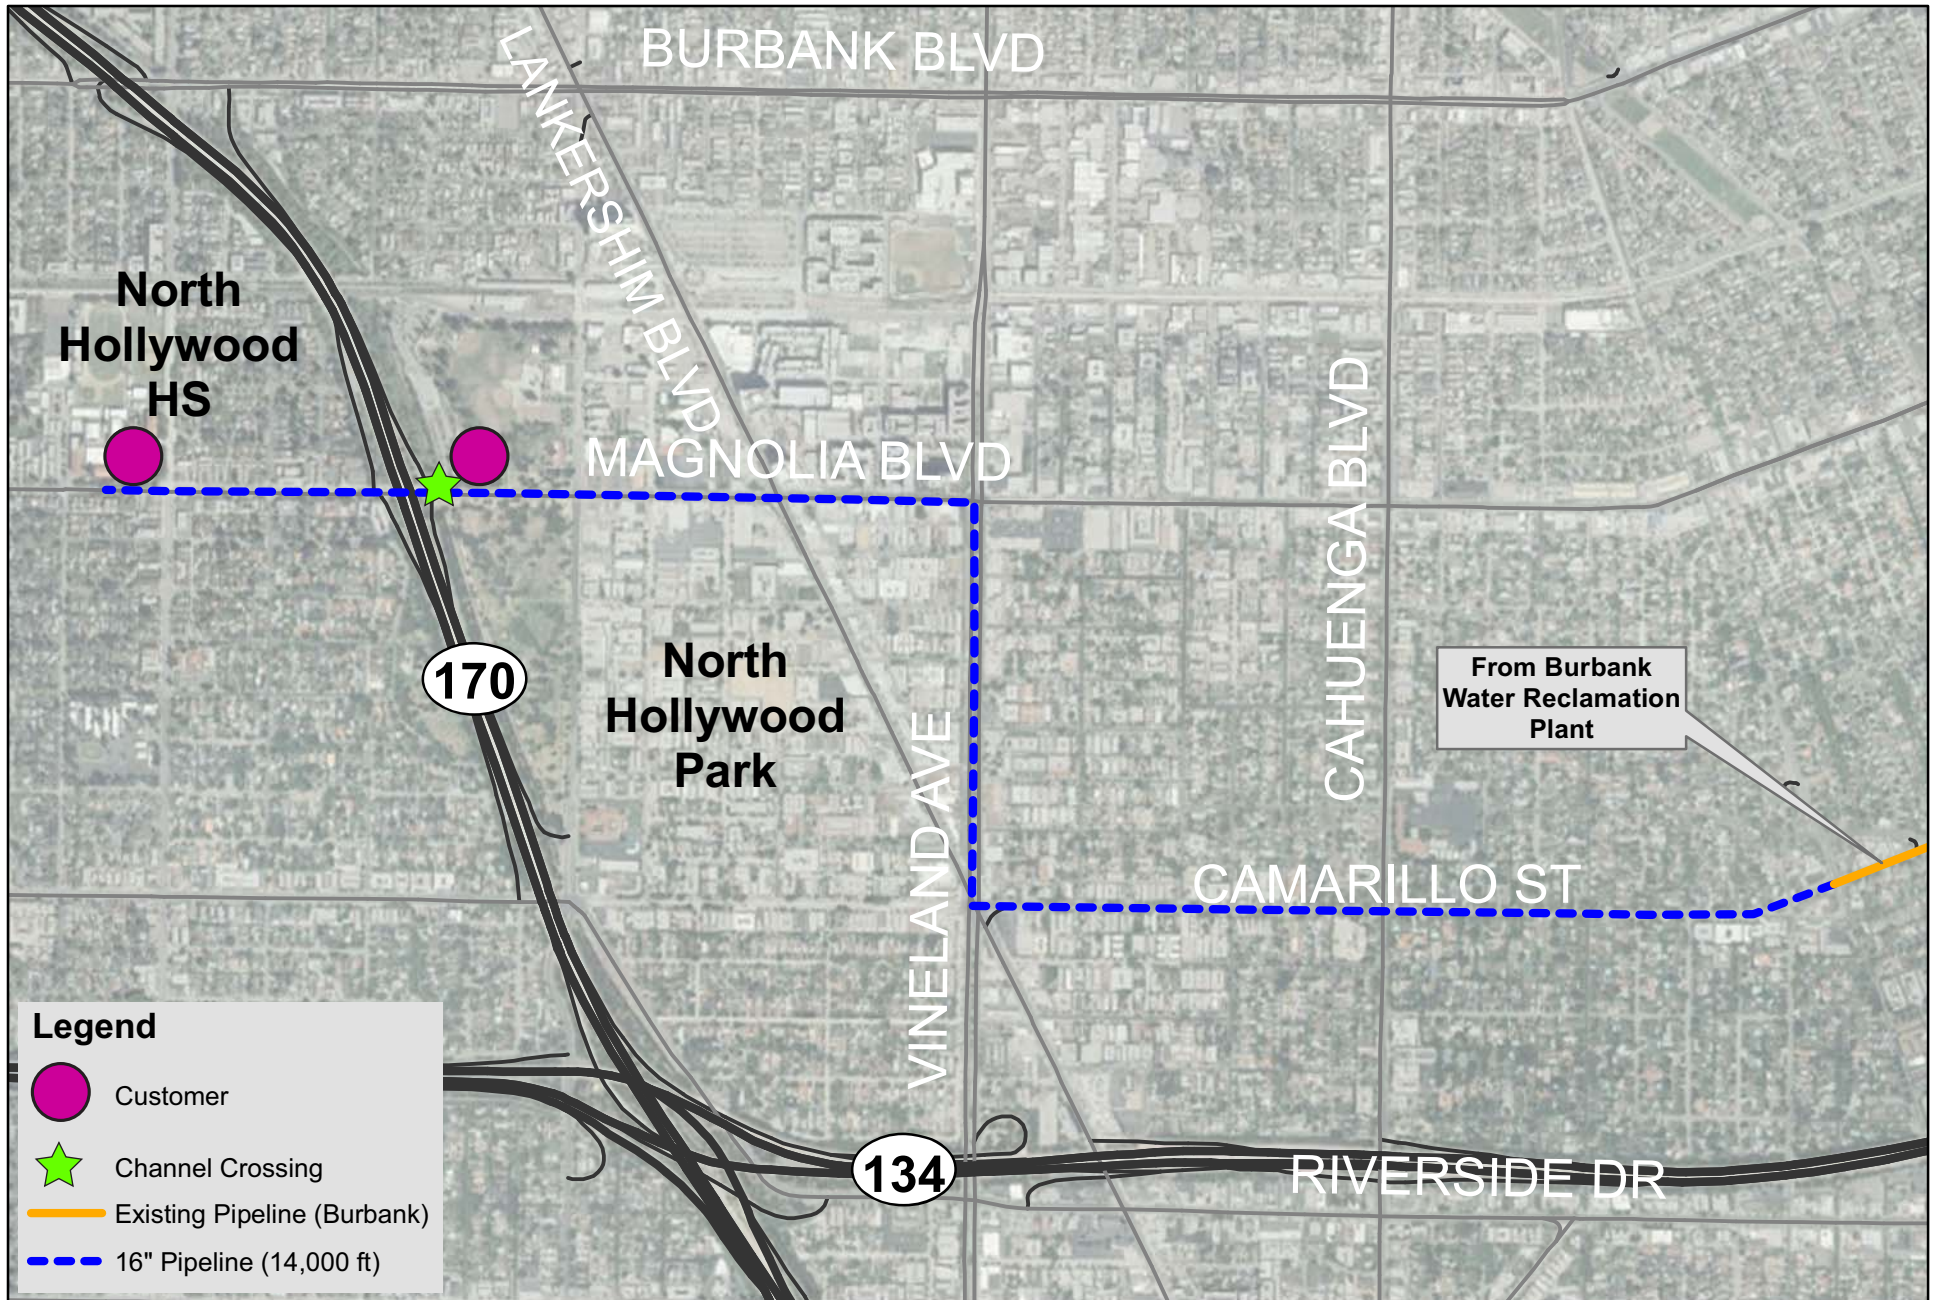 BURBANK BLVD
LANKERSHIM BLVD
North
Hollywood
HS
MAGNOLIA BLVD
CAHUENGA BLVD
170
North
Hollywood
Park
From Burbank
Water Reclamation
Plant
VINELAND AVE
CAMARILLO ST
134
RIVERSIDE DR
Legend
Customer
Channel Crossing
Existing Pipeline (Burbank)
16" Pipeline (14,000 ft)